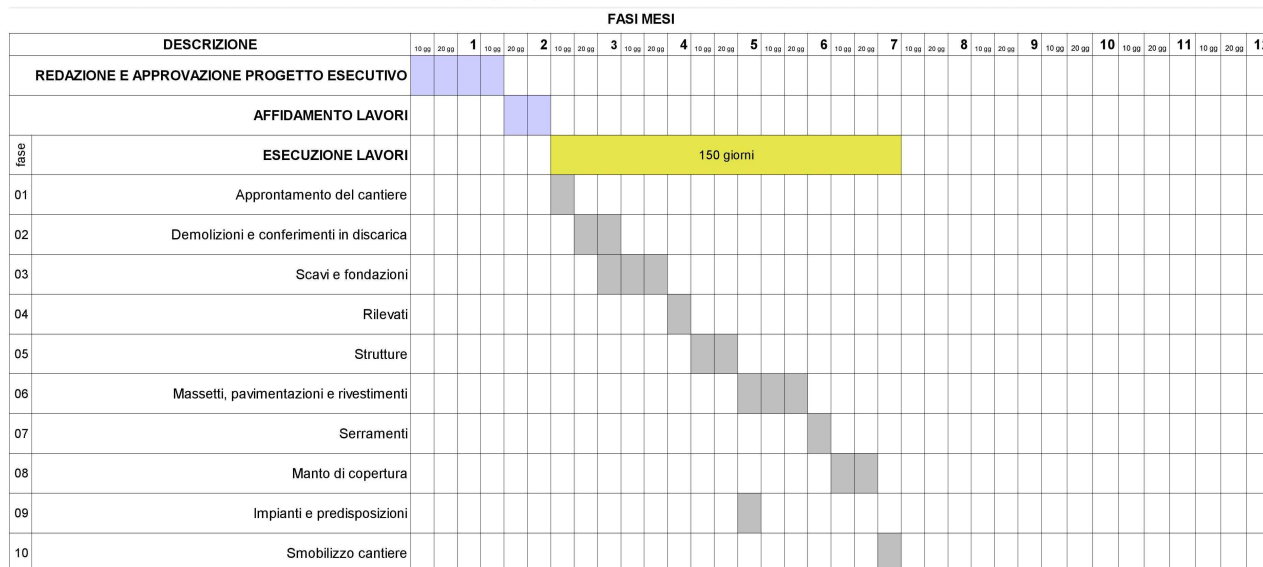 FASI MESI
DESCRIZIONE 10 gg 20 gg 1 10 gg 20 gg 2 10 gg 20 gg 3 10 gg 20 gg 4 10 gg 20 gg 5 10 gg 20 gg 6 10 gg 20 gg 7 10 gg 20 gg 8 10 gg 20 gg 9 10 gg 20 gg 10 10 gg 20 gg 11 10 gg 20 gg
REDAZIONE E APPROVAZIONE PROGETTO ESECUTIVO
AFFIDAMENTO LAVORI
fase ESECUZIONE LAVORI 150 giorni
01 Approntamento del cantiere
02 Demolizioni e conferimenti in discarica
03 Scavi e fondazioni
04 Rilevati
05 Strutture
06 Massetti, pavimentazioni e rivestimenti
07 Serramenti
08 Manto di copertura
09 Impianti e predisposizioni
10 Smobilizzo cantiere